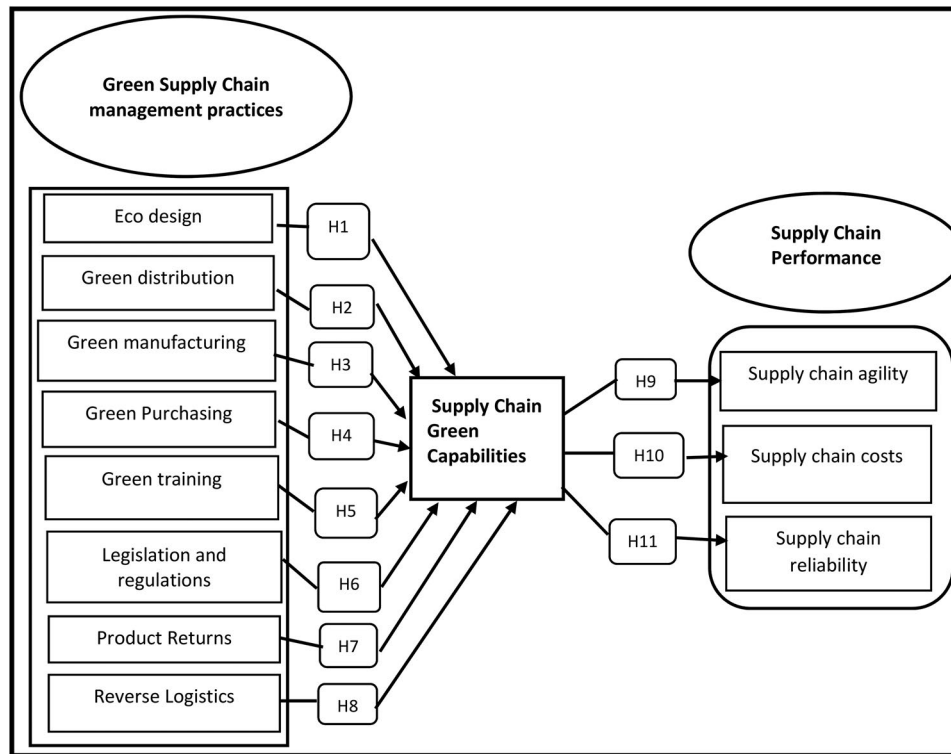 Green Supply Chain
management practices
Eco design
H1
Green distribution
H2
Green manufacturing
H3
Green Purchasing
H4
Green training
H5
Legislation and
regulations
H6
Product Returns
H7
Reverse Logistics
H8
Supply Chain
Green
Capabilities
Supply Chain
Performance
H9
Supply chain agility
H10
Supply chain costs
H11
Supply chain
reliability